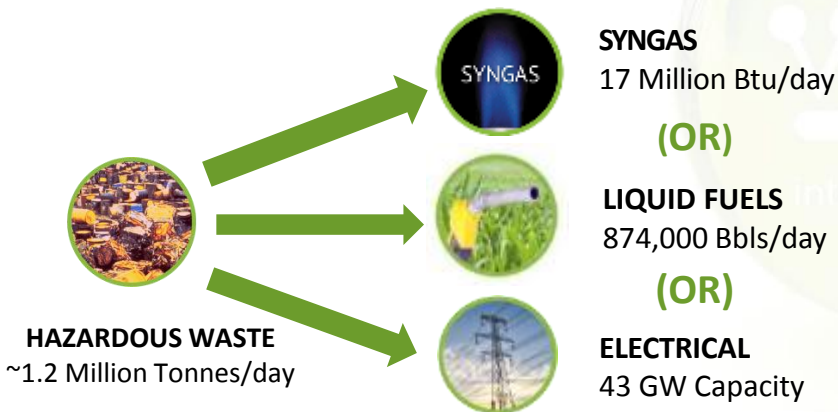 SYNGAS
SYNGAS
17 Million Btu/day
(OR)
LIQUID FUELS
874,000 Bbls/day
(OR)
HAZARDOUS WASTE
~1.2 Million Tonnes/day
ELECTRICAL
43 GW Capacity